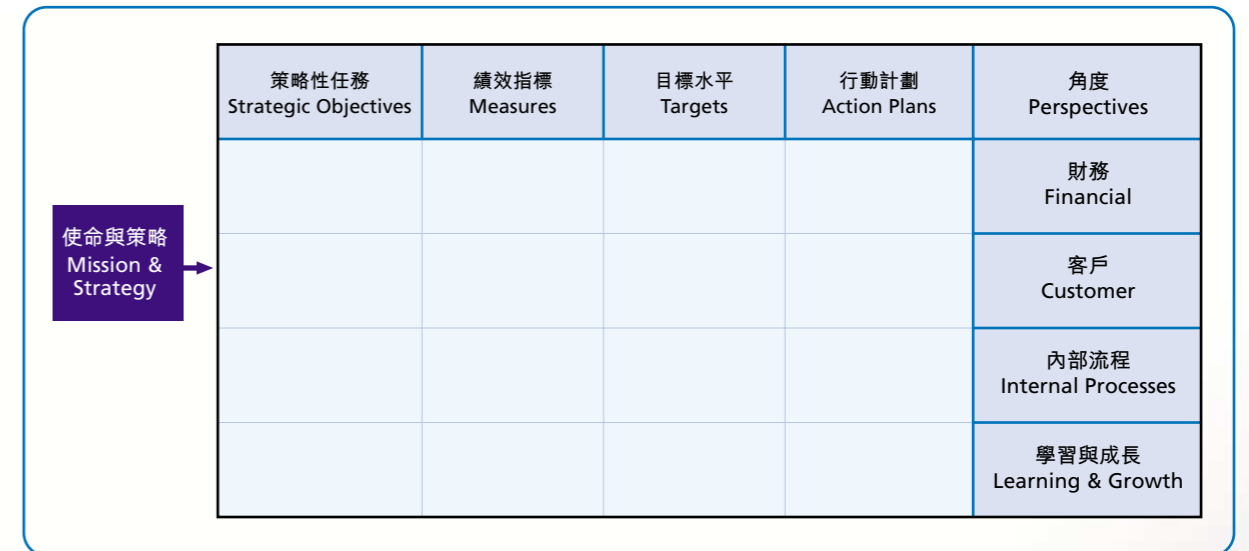 策略性任務
Strategic Objectives
績效指標
Measures
目標水平
Targets
行動計劃
Action Plans
角度
Perspectives
財務
Financial
使命與策略
Mission &
Strategy
客戶
Customer
內部流程
Internal Processes
學習與成長
Learning & Growth